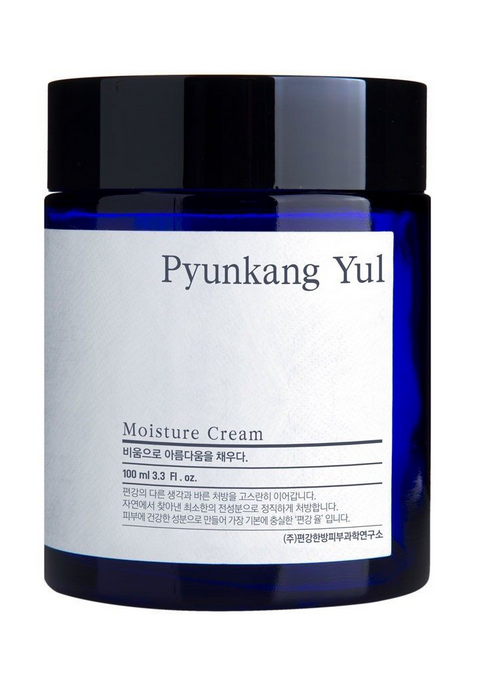 Pyunkang Yul
Moisture Cream
비움으로 아름다움을 채우다.
100 ml 3.3 Fl . oz.
편강의 다른 생각과 바른 처방을 고스란히 이어갑니다.
자연에서 찾아낸 최소한의 전성분으로 정직하게 처방합니다.
피부에 건강한 성분으로 만들어 가장 기본에 충실한 '편강 율' 입니다.
(주)편강한방피부과학연구소